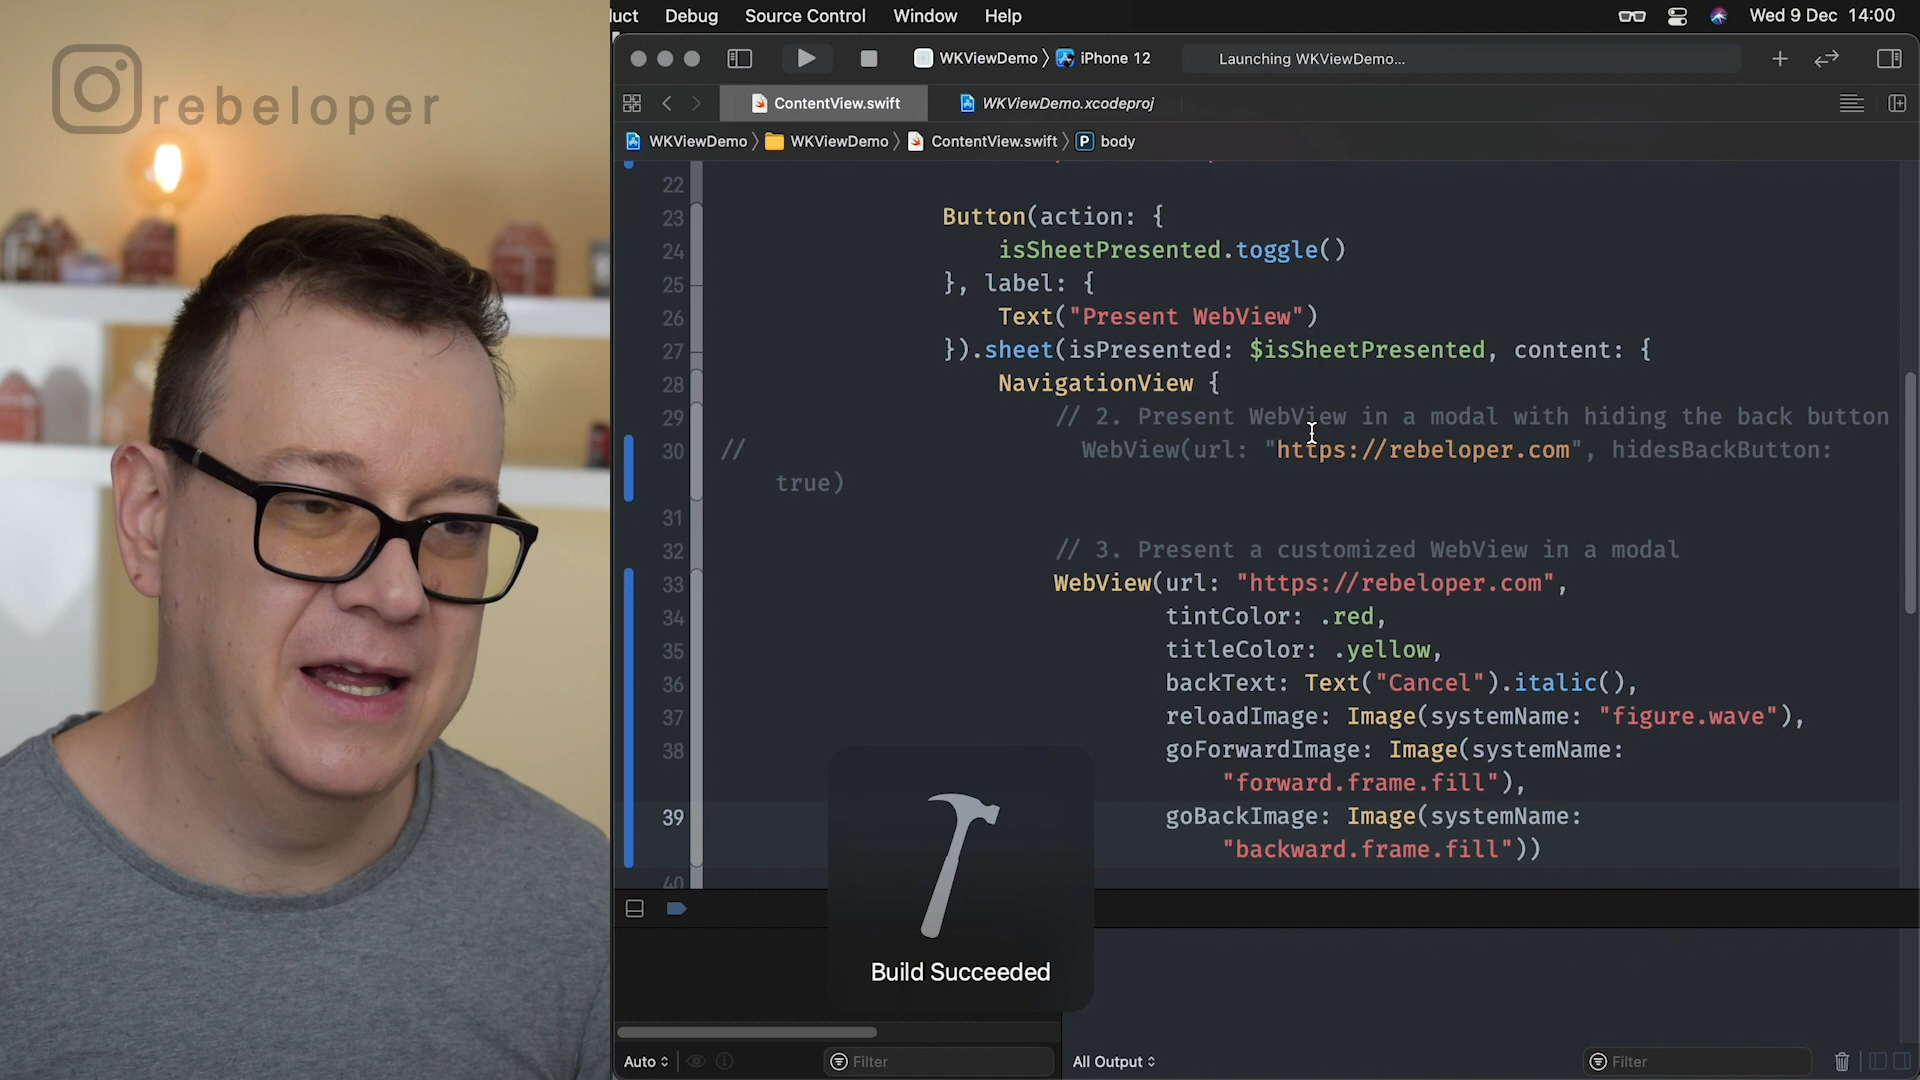 rebeloper
uct Debug Source Control Window Help Wed 9 Dec 14:00
WKViewDemo iPhone 12 Launching WKViewDemo...
ContentView.swift WKViewDemo.xcodeproj
WKViewDemo WKViewDemo ContentView.swift P body
22
23 Button(action: {
24 isSheetPresented.toggle()
25 }, label: {
26 Text("Present WebView")
27 }).sheet(isPresented: $isSheetPresented, content: {
28 NavigationView {
29 // 2. Present WebView in a modal with hiding the back button
30 // WebView(url: "https://rebeloper.com", hidesBackButton:
true)
31
32 // 3. Present a customized WebView in a modal
33 WebView(url: "https://rebeloper.com",
34 tintColor: .red,
35 titleColor: .yellow,
36 backText: Text("Cancel").italic(),
37 reloadImage: Image(systemName: "figure.wave"),
38 goForwardImage: Image(systemName:
"forward.frame.fill"),
39 goBackImage: Image(systemName:
"backward.frame.fill"))
40
Build Succeeded
Auto Filter All Output Filter